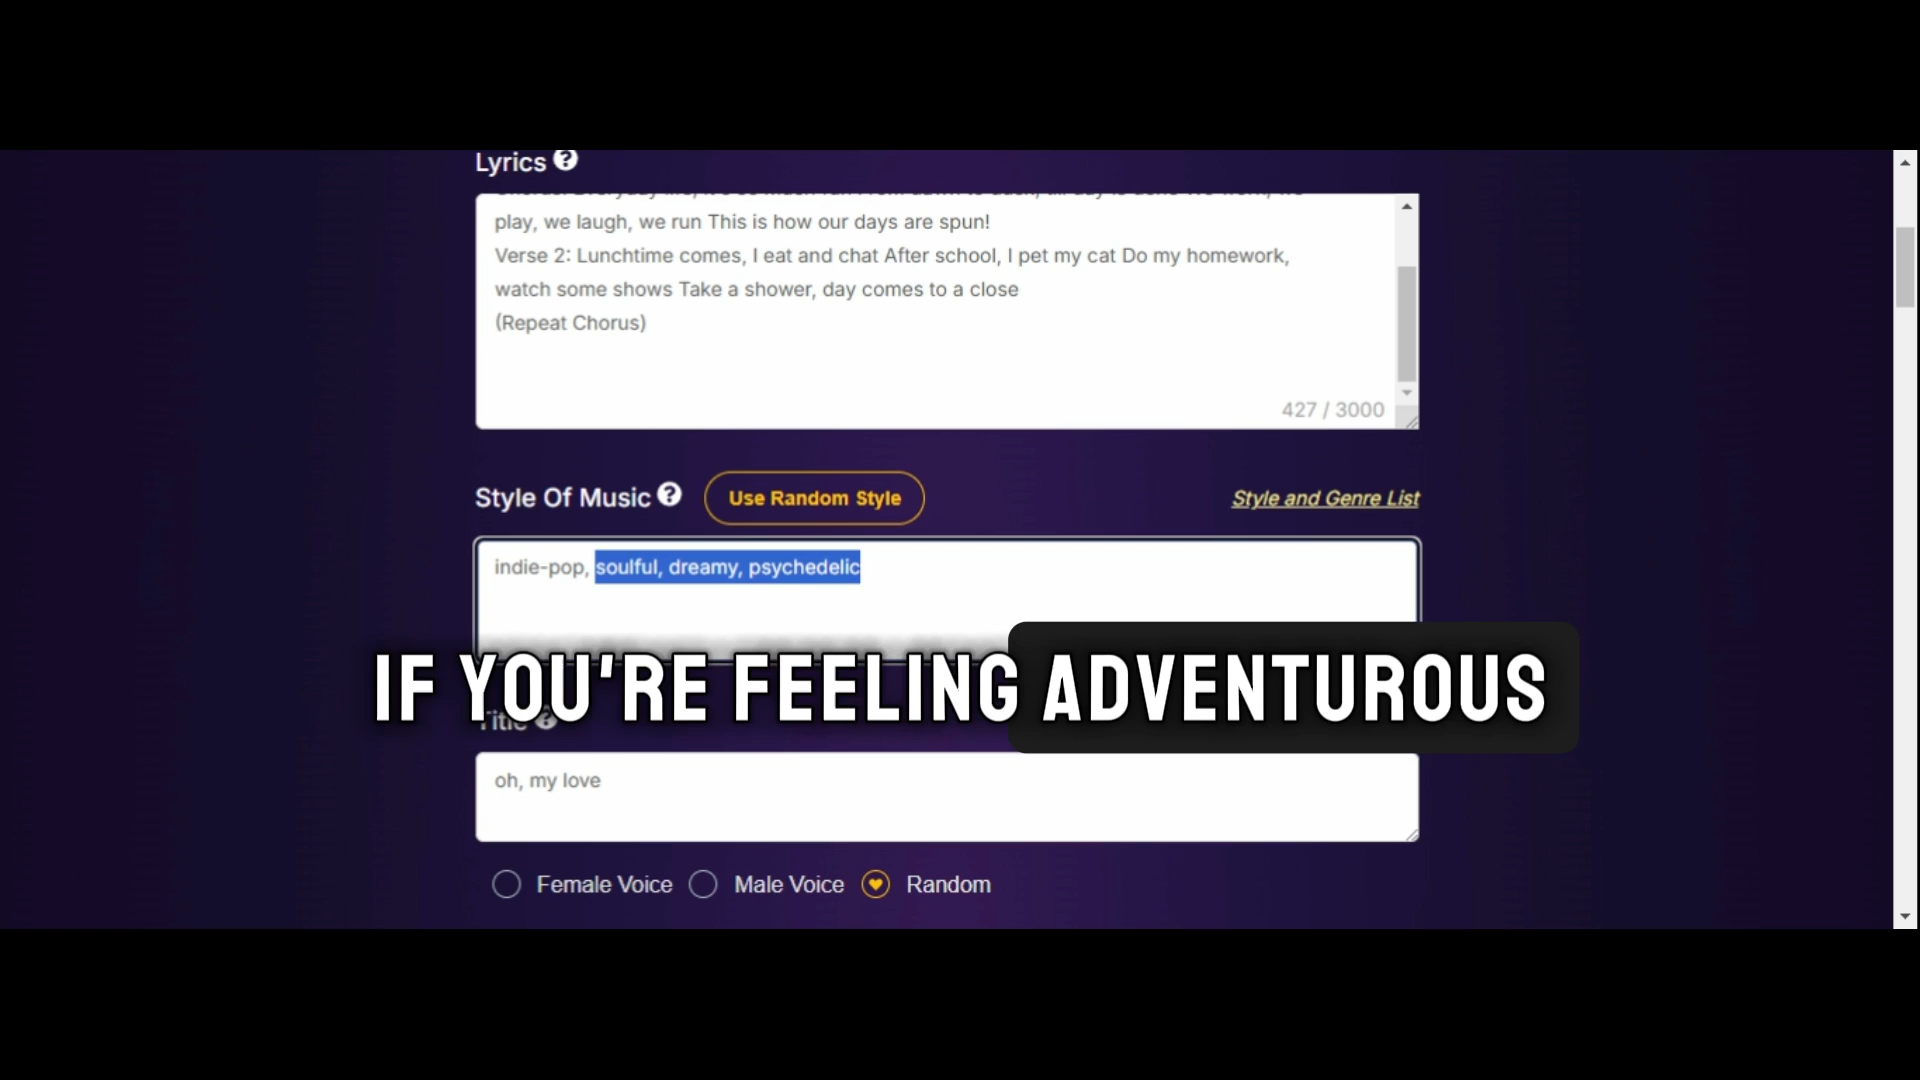 Lyrics
play, we laugh, we run This is how our days are spun!
Verse 2: Lunchtime comes, I eat and chat After school, I pet my cat Do my homework,
watch some shows Take a shower, day comes to a close
(Repeat Chorus)
427 / 3000
Style Of Music
Use Random Style
Style and Genre List
indie-pop, soulful, dreamy, psychedelic
IF YOU'RE FEELING ADVENTUROUS
Title
oh, my love
Female Voice
Male Voice
Random